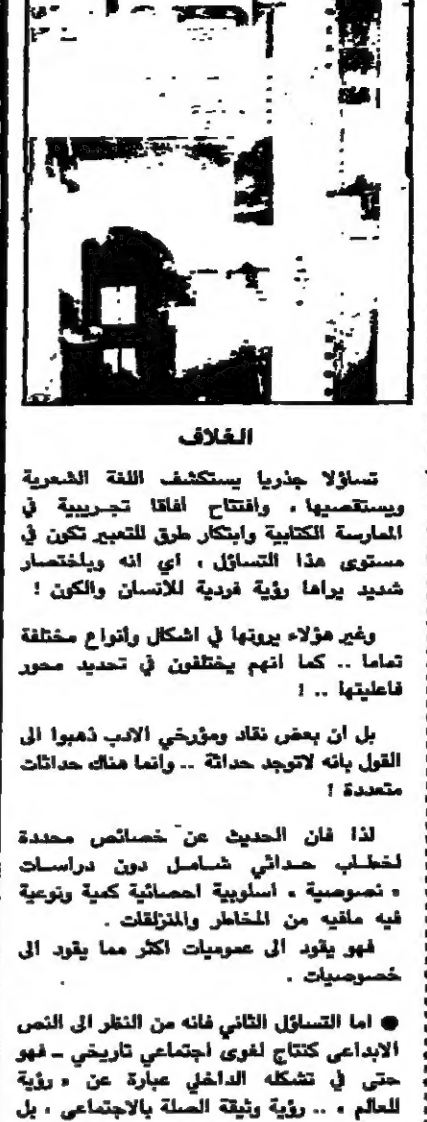 الغلاف
تساؤلا جذريا يستكشف اللغة الشعرية
ويستقصيها ، وافتتاح آفاقا تجريبية في
الممارسة الكتابية وابتكار طرق للتعبير تكون في
مستوى هذا التساؤل ، اي انه وباختصار
شديد يراها رؤية فردية للانسان والكون !
وغير هؤلاء يرونها في اشكال وأنواع مختلفة
تماما .. كما انهم يختلفون في تحديد محور
فاعليتها .. !
بل ان بعض نقاد ومؤرخي الادب ذهبوا الى
القول بانه لاتوجد حداثة .. وانما هناك حداثات
متعددة !
لذا فان الحديث عن خصائص محددة
لخطاب حداثي شامل دون دراسات
« نصوصية » اسلوبية احصائية كمية ونوعية
فيه مافيه من المخاطر والمنزلقات .
فهو يقود الى عموميات اكثر مما يقود الى
خصوصيات .
● اما التساؤل الثاني فانه من النظر الى النص
الابداعي كنتاج لغوى اجتماعي تاريخي ـ فهو
حتى في تشكله الداخلي عبارة عن « رؤية
للعالم » .. رؤية وثيقة الصلة بالاجتماعي ، بل